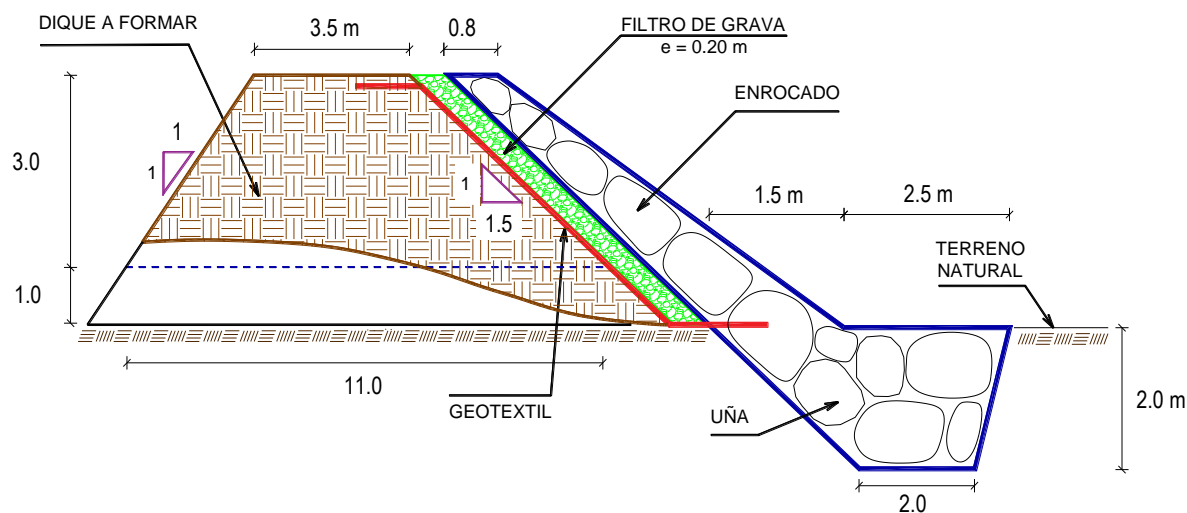 DIQUE A FORMAR
3.5 m
0.8
FILTRO DE GRAVA
e = 0.20 m
ENROCADO
1
1
3.0
1
1.5
1.5 m
2.5 m
TERRENO
NATURAL
1.0
11.0
GEOTEXTIL
UÑA
2.0 m
2.0